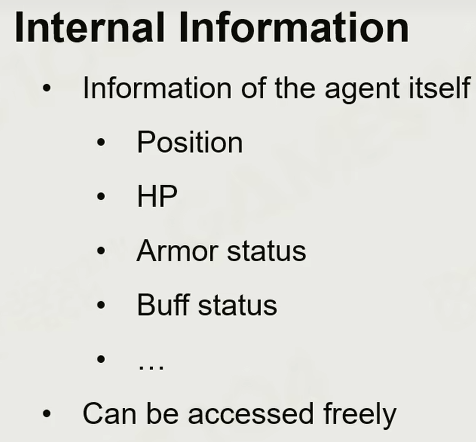 Internal Information
• Information of the agent itself
• Position
• HP
• Armor status
• Buff status
• ...
• Can be accessed freely